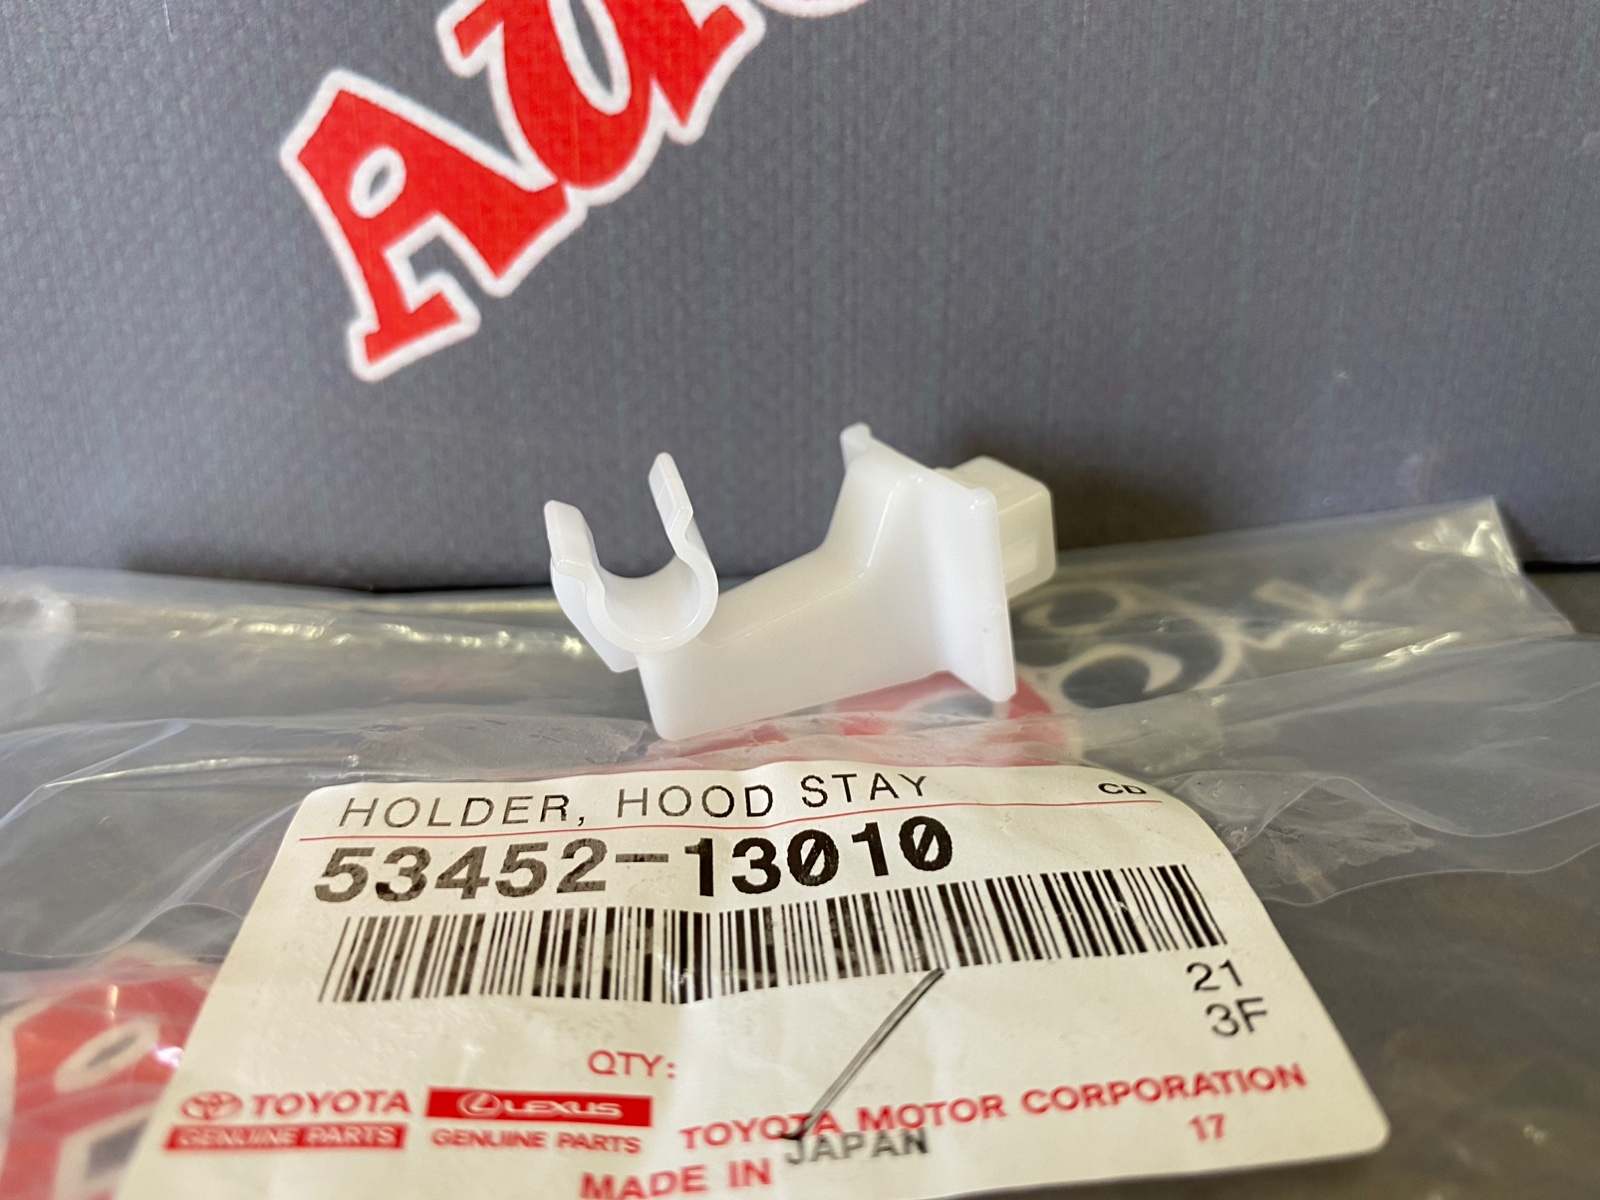 Au
HOLDER, HOOD STAY CD
53452-13010
21
3F
QTY:
TOYOTA LEXUS TOYOTA MOTOR CORPORATION
GENUINE PARTS GENUINE PARTS 17
MADE IN JAPAN